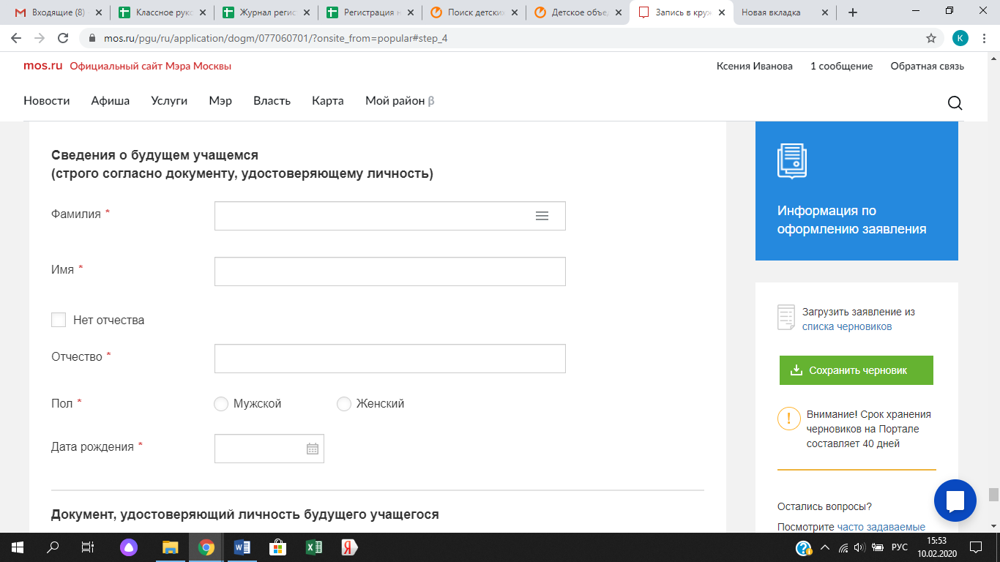 Входящие (8)
Классное рук
Журнал регис
Регистрация н
Поиск детских
Детское объед
Запись в круж
Новая вкладка
mos.ru/pgu/ru/application/dogm/077060701/?onsite_from=popular#step_4
K
mos.ru Официальный сайт Мэра Москвы
Ксения Иванова 1 сообщение Обратная связь
Новости Афиша Услуги Мэр Власть Карта Мой район β
Сведения о будущем учащемся
(строго согласно документу, удостоверяющему личность)
Фамилия *
Имя *
Нет отчества
Отчество *
Пол * Мужской Женский
Дата рождения *
Документ, удостоверяющий личность будущего учащегося
Информация по
оформлению заявления
Загрузить заявление из
списка черновиков
Сохранить черновик
Внимание! Срок хранения
черновиков на Портале
составляет 40 дней
Остались вопросы?
Посмотрите часто задаваемые
РУС
15:53
10.02.2020